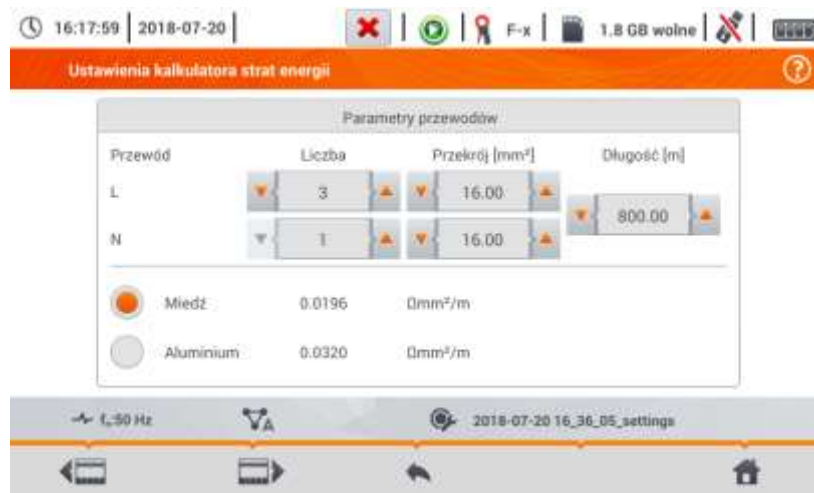 16:17:59 2018-07-20 F-x 1.8 GB wolne
Ustawienia kalkulatora strat energii ?
Parametry przewodów
Przewód Liczba Przekrój [mm²] Długość [m]
L 3 16.00
800.00
N 1 16.00
Miedź 0.0196 Ωmm²/m
Aluminium 0.0320 Ωmm²/m
fₙ:50 Hz A 2018-07-20 16_36_05_settings